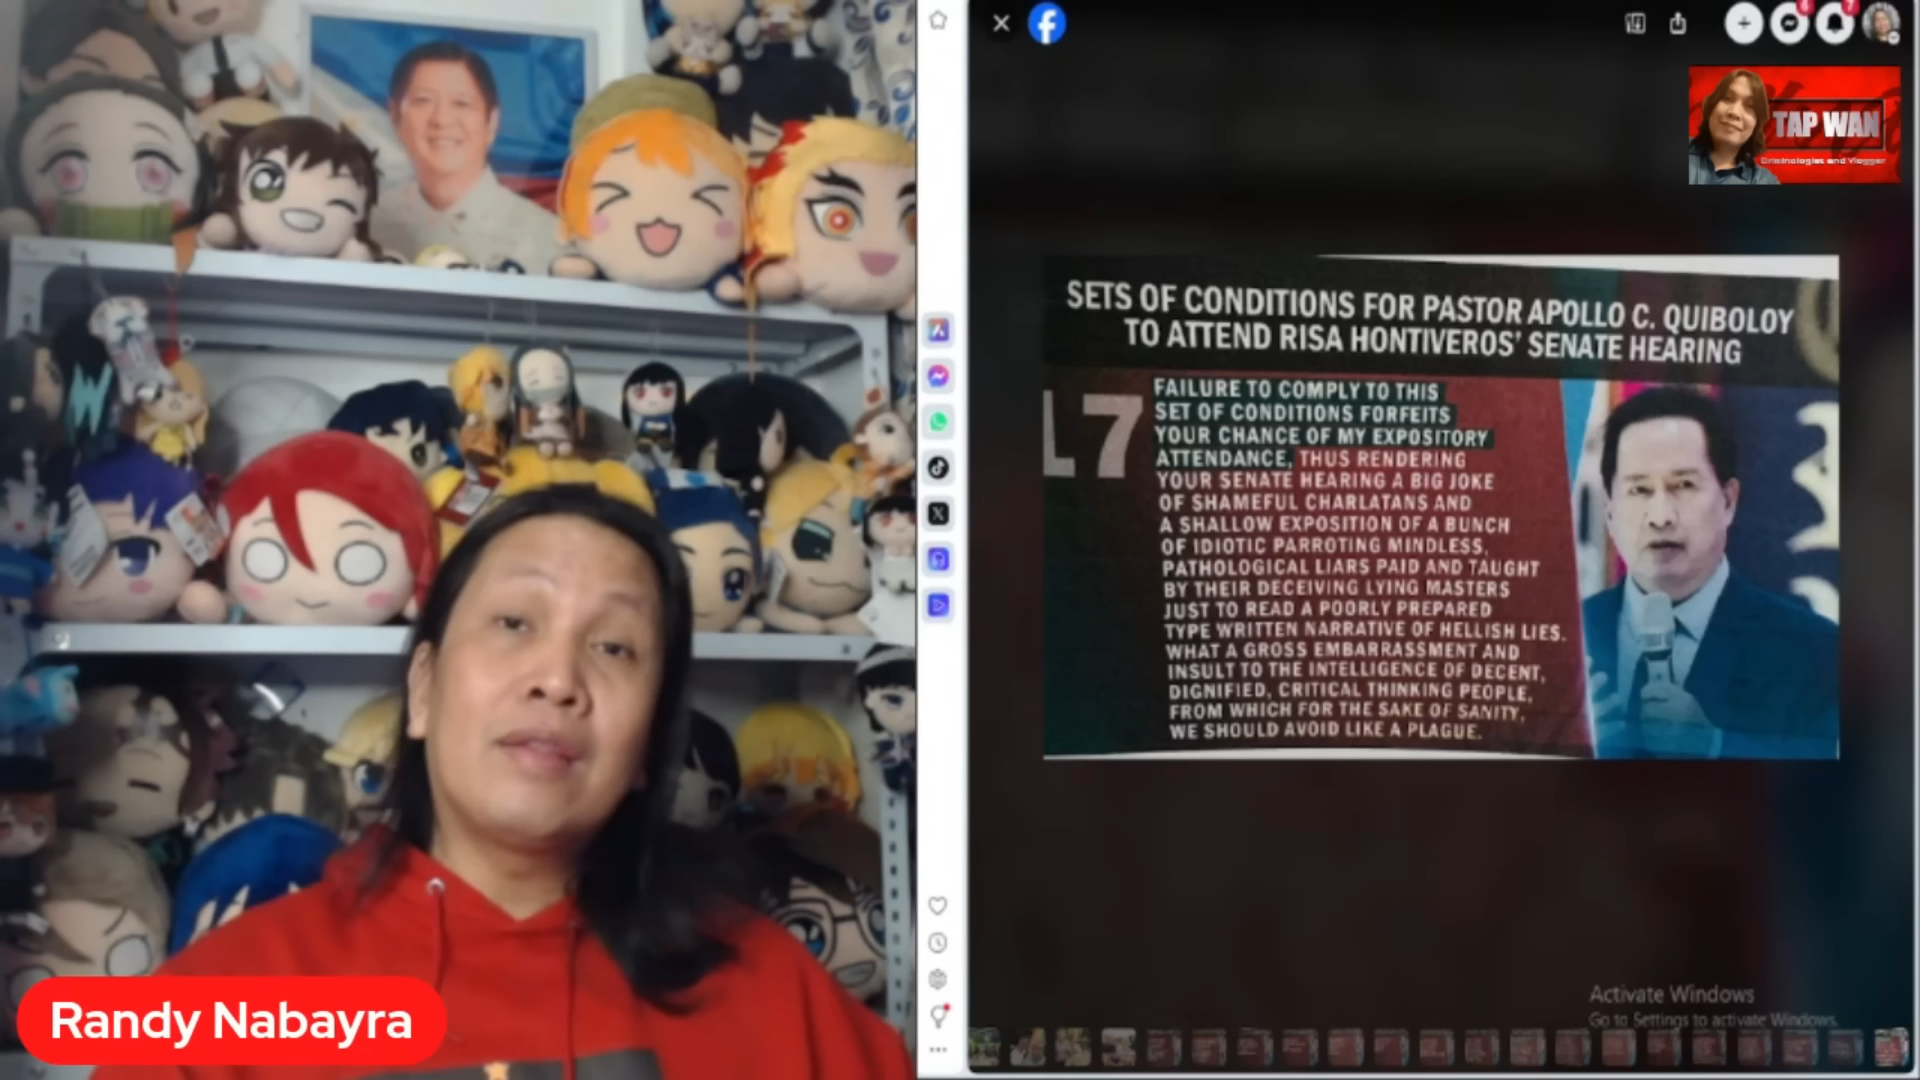 TAP WAN
Criminologist and Vlogger
SETS OF CONDITIONS FOR PASTOR APOLLO C. QUIBOLOY
TO ATTEND RISA HONTIVEROS' SENATE HEARING
17
FAILURE TO COMPLY TO THIS
SET OF CONDITIONS FORFEITS
YOUR CHANCE OF MY EXPOSITORY
ATTENDANCE, THUS RENDERING
YOUR SENATE HEARING A BIG JOKE
OF SHAMEFUL CHARLATANS AND
A SHALLOW EXPOSITION OF A BUNCH
OF IDIOTIC PARROTING MINDLESS,
PATHOLOGICAL LIARS PAID AND TAUGHT
BY THEIR DECEIVING LYING MASTERS
JUST TO READ A POORLY PREPARED
TYPE WRITTEN NARRATIVE OF HELLISH LIES.
WHAT A GROSS EMBARRASSMENT AND
INSULT TO THE INTELLIGENCE OF DECENT,
DIGNIFIED, CRITICAL THINKING PEOPLE,
FROM WHICH FOR THE SAKE OF SANITY,
WE SHOULD AVOID LIKE A PLAGUE.
Activate Windows
Go to Settings to activate Windows.
Randy Nabayra